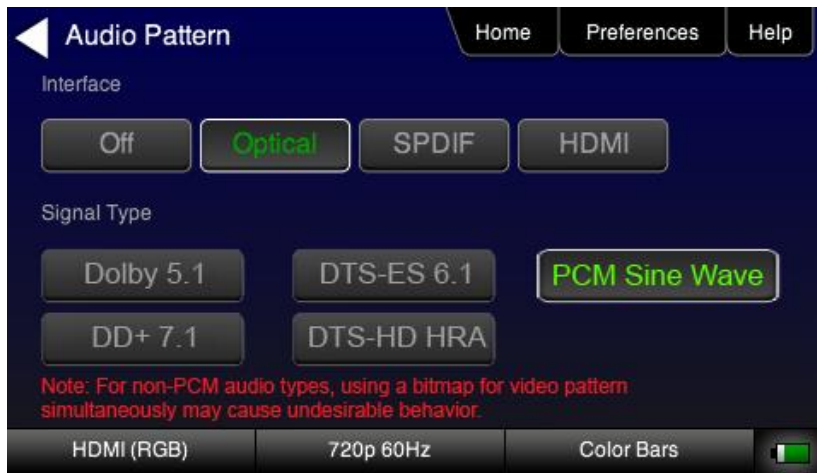 Audio Pattern
Home
Preferences
Help
Interface
Off
Optical
SPDIF
HDMI
Signal Type
Dolby 5.1
DTS-ES 6.1
PCM Sine Wave
DD+ 7.1
DTS-HD HRA
Note: For non-PCM audio types, using a bitmap for video pattern
simultaneously may cause undesirable behavior.
HDMI (RGB)
720p 60Hz
Color Bars